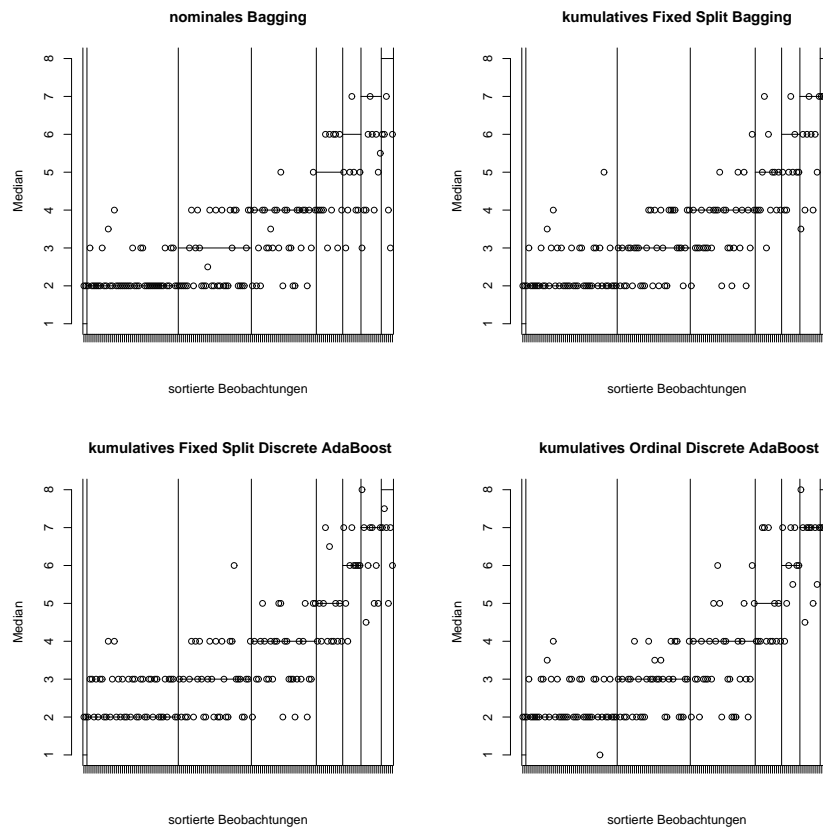 nominales Bagging
Median
8
7
6
5
4
3
2
1
sortierte Beobachtungen
kumulatives Fixed Split Bagging
Median
8
7
6
5
4
3
2
1
sortierte Beobachtungen
kumulatives Fixed Split Discrete AdaBoost
Median
8
7
6
5
4
3
2
1
sortierte Beobachtungen
kumulatives Ordinal Discrete AdaBoost
Median
8
7
6
5
4
3
2
1
sortierte Beobachtungen